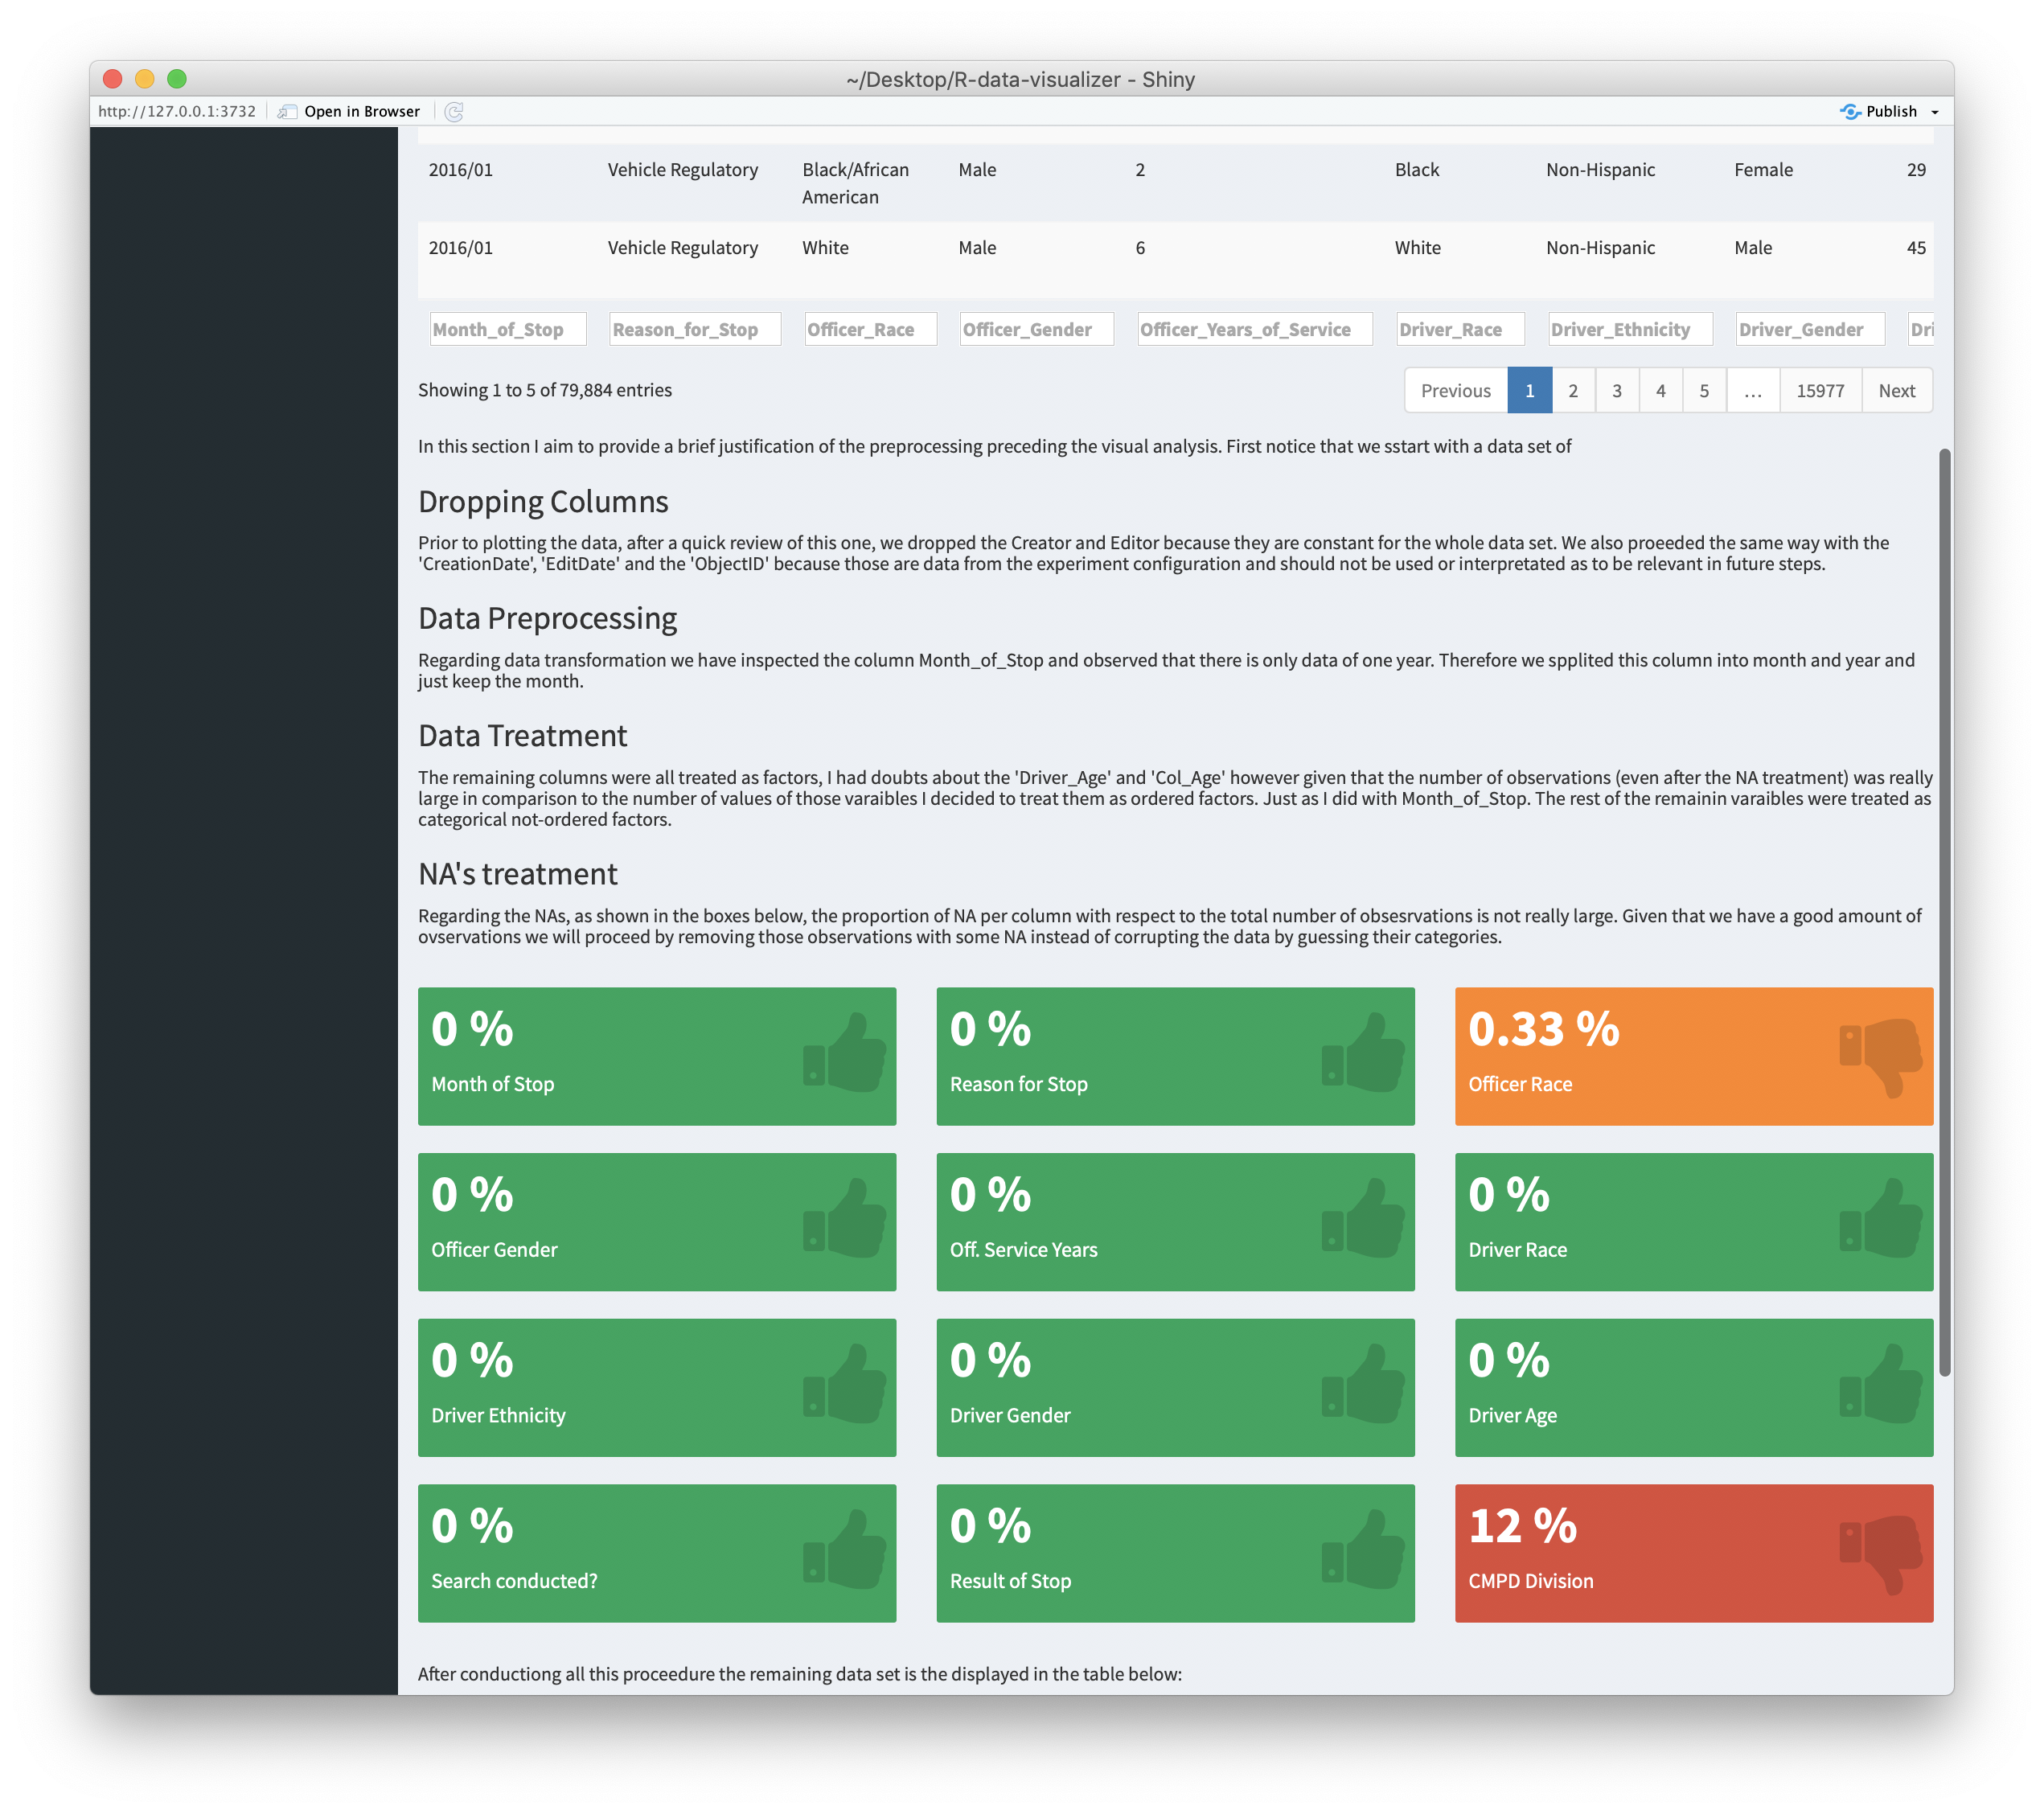 ~/Desktop/R-data-visualizer - Shiny
http://127.0.0.1:3732 Open in Browser Publish
2016/01 Vehicle Regulatory Black/African American Male 2 Black Non-Hispanic Female 29
2016/01 Vehicle Regulatory White Male 6 White Non-Hispanic Male 45
Month_of_Stop Reason_for_Stop Officer_Race Officer_Gender Officer_Years_of_Service Driver_Race Driver_Ethnicity Driver_Gender Dri
Showing 1 to 5 of 79,884 entries Previous 1 2 3 4 5 … 15977 Next
In this section I aim to provide a brief justification of the preprocessing preceding the visual analysis. First notice that we sstart with a data set of
Dropping Columns
Prior to plotting the data, after a quick review of this one, we dropped the Creator and Editor because they are constant for the whole data set. We also proeeded the same way with the
'CreationDate', 'EditDate' and the 'ObjectID' because those are data from the experiment configuration and should not be used or interpretated as to be relevant in future steps.
Data Preprocessing
Regarding data transformation we have inspected the column Month_of_Stop and observed that there is only data of one year. Therefore we spplited this column into month and year and
just keep the month.
Data Treatment
The remaining columns were all treated as factors, I had doubts about the 'Driver_Age' and 'Col_Age' however given that the number of observations (even after the NA treatment) was really
large in comparison to the number of values of those varaibles I decided to treat them as ordered factors. Just as I did with Month_of_Stop. The rest of the remainin varaibles were treated as
categorical not-ordered factors.
NA's treatment
Regarding the NAs, as shown in the boxes below, the proportion of NA per column with respect to the total number of obsesrvations is not really large. Given that we have a good amount of
ovservations we will proceed by removing those observations with some NA instead of corrupting the data by guessing their categories.
0 % 0 % 0.33 %
Month of Stop Reason for Stop Officer Race
0 % 0 % 0 %
Officer Gender Off. Service Years Driver Race
0 % 0 % 0 %
Driver Ethnicity Driver Gender Driver Age
0 % 0 % 12 %
Search conducted? Result of Stop CMPD Division
After conductiong all this proceedure the remaining data set is the displayed in the table below: